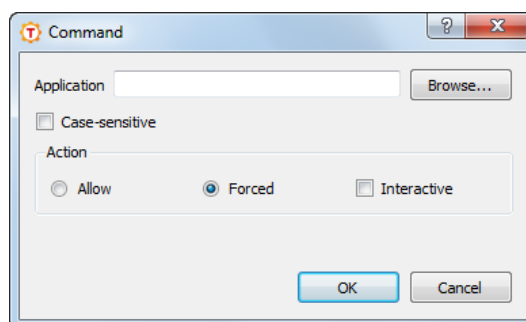 Command
Application
Browse...
Case-sensitive
Action
Allow
Forced
Interactive
OK
Cancel